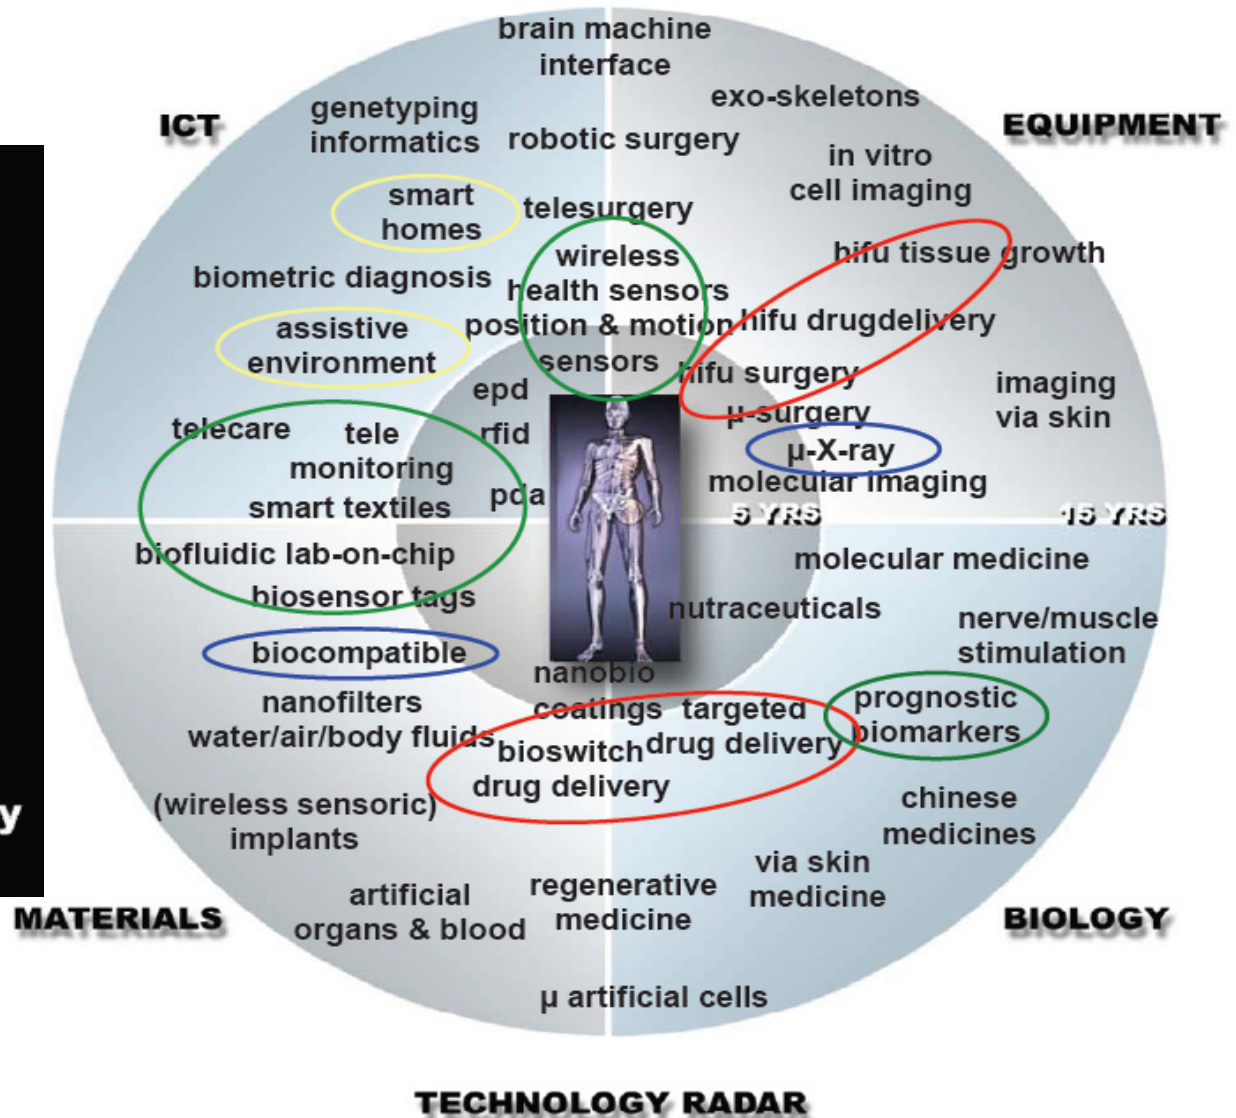 brain machine
interface
exo-skeletons
ICT
genetyping
informatics
robotic surgery
EQUIPMENT
in vitro
cell imaging
smart
homes
telesurgery
wireless
health sensors
hifu tissue growth
biometric diagnosis
assistive
environment
position & motion
sensors
hifu drugdelivery
hifu surgery
epd
imaging
via skin
µ-surgery
telecare
tele
monitoring
rfid
µ-X-ray
molecular imaging
smart textiles
pda
5 YRS
15 YRS
biofluidic lab-on-chip
molecular medicine
biosensor tags
nutraceuticals
nerve/muscle
stimulation
biocompatible
nanobio
coatings
nanofilters
water/air/body fluids
targeted
drug delivery
prognostic
biomarkers
bioswitch
drug delivery
(wireless sensoric)
implants
y
chinese
medicines
via skin
medicine
artificial
organs & blood
regenerative
medicine
MATERIALS
BIOLOGY
µ artificial cells
TECHNOLOGY RADAR